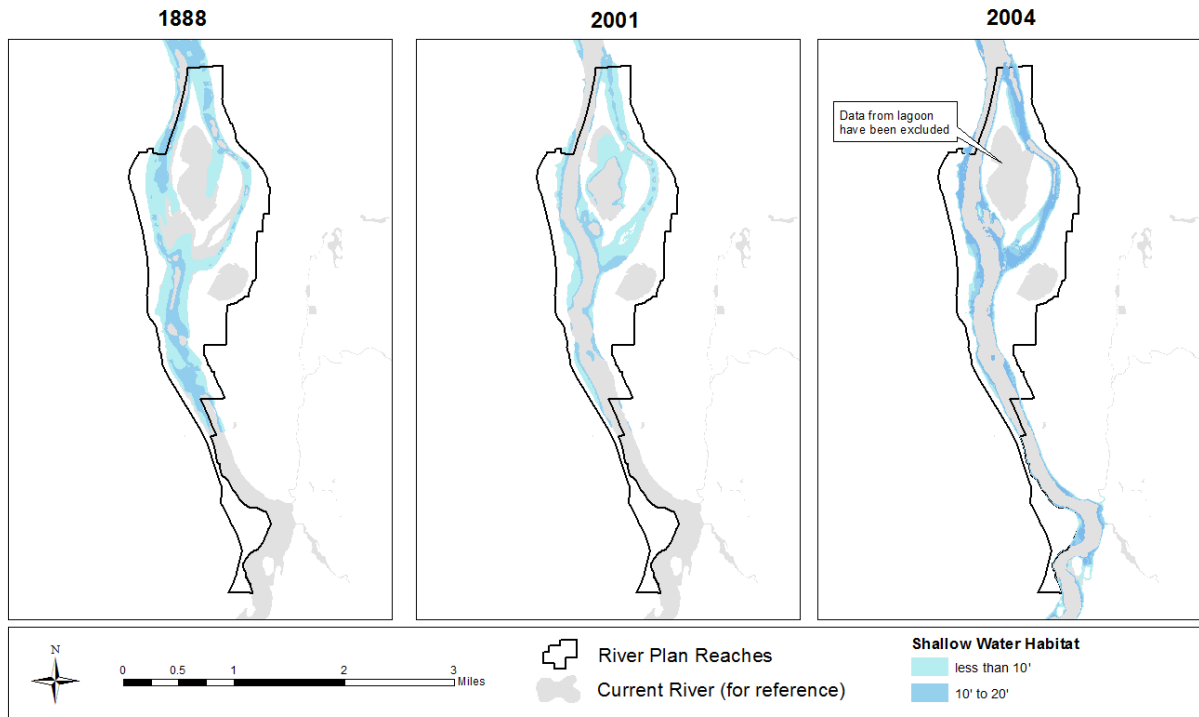 1888
2001
2004
Data from lagoon
have been excluded
N
0 0.5 1 2 3
Miles
River Plan Reaches
Current River (for reference)
Shallow Water Habitat
less than 10'
10' to 20'